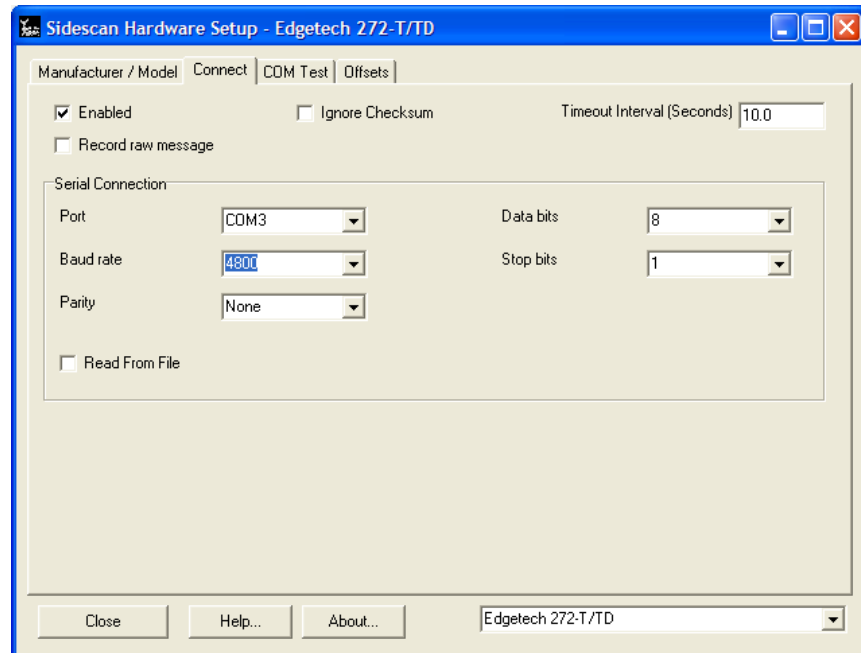 Sidescan Hardware Setup - Edgetech 272-T/TD
Manufacturer / Model Connect COM Test Offsets
Enabled Ignore Checksum Timeout Interval (Seconds) 10.0
Record raw message
Serial Connection
Port COM3 Data bits 8
Baud rate 4800 Stop bits 1
Parity None
Read From File
Close Help... About... Edgetech 272-T/TD